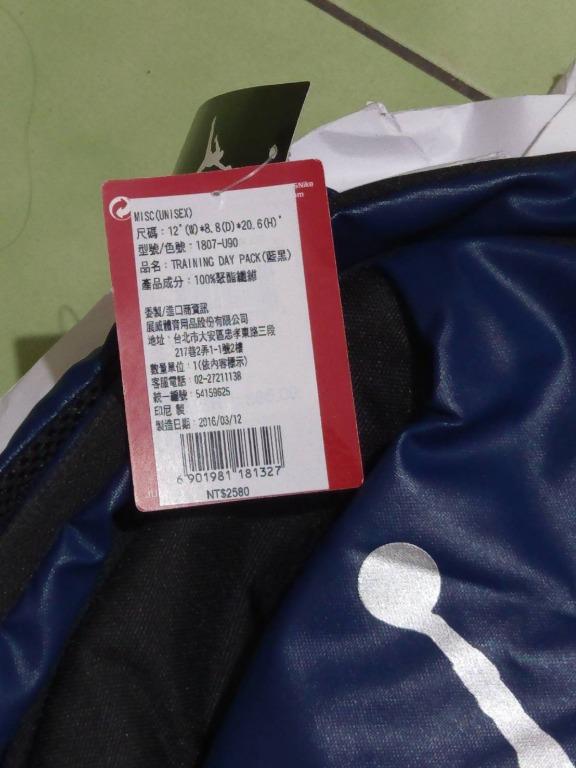 GNike
MISC(UNISEX)
尺碼：12"(W)*8.8(D)*20.6(H)"
型號/色號：1807-U90
品名：TRAINING DAY PACK(藍黑)
產品成分：100%聚酯纖維
委製/進口商資訊
展威體育用品股份有限公司
地址：台北市大安區忠孝東路三段
217巷2弄1-1號2樓
數量單位：1(依內容標示)
客服電話：02-27211138
統一編號：54159625
印尼 製
製造日期：2016/03/12
6 901981 181327
NT$2580